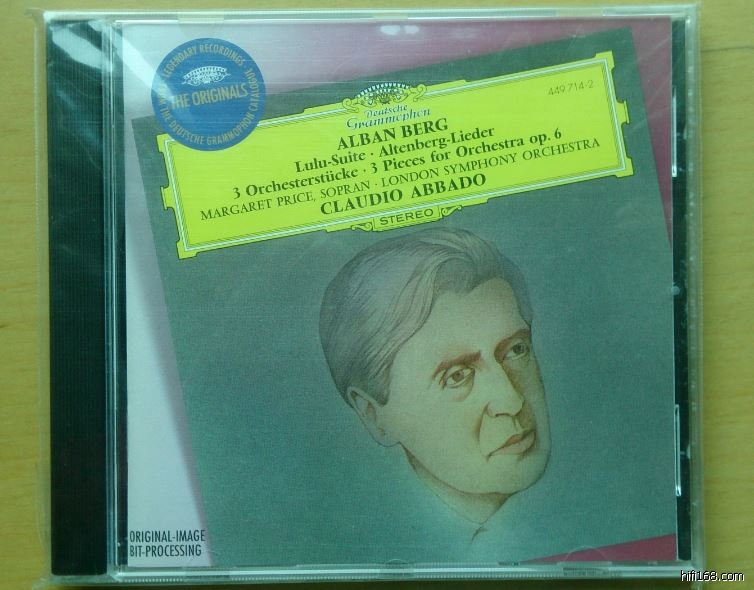 LEGENDARY RECORDINGS
THE ORIGINALS
FROM THE DEUTSCHE GRAMMOPHON CATALOGUE
449 714-2
Deutsche
Grammophon
ALBAN BERG
Lulu-Suite · Altenberg-Lieder
3 Orchesterstücke · 3 Pieces for Orchestra op. 6
MARGARET PRICE, SOPRAN · LONDON SYMPHONY ORCHESTRA
CLAUDIO ABBADO
STEREO
ORIGINAL-IMAGE
BIT-PROCESSING
hifi168.com